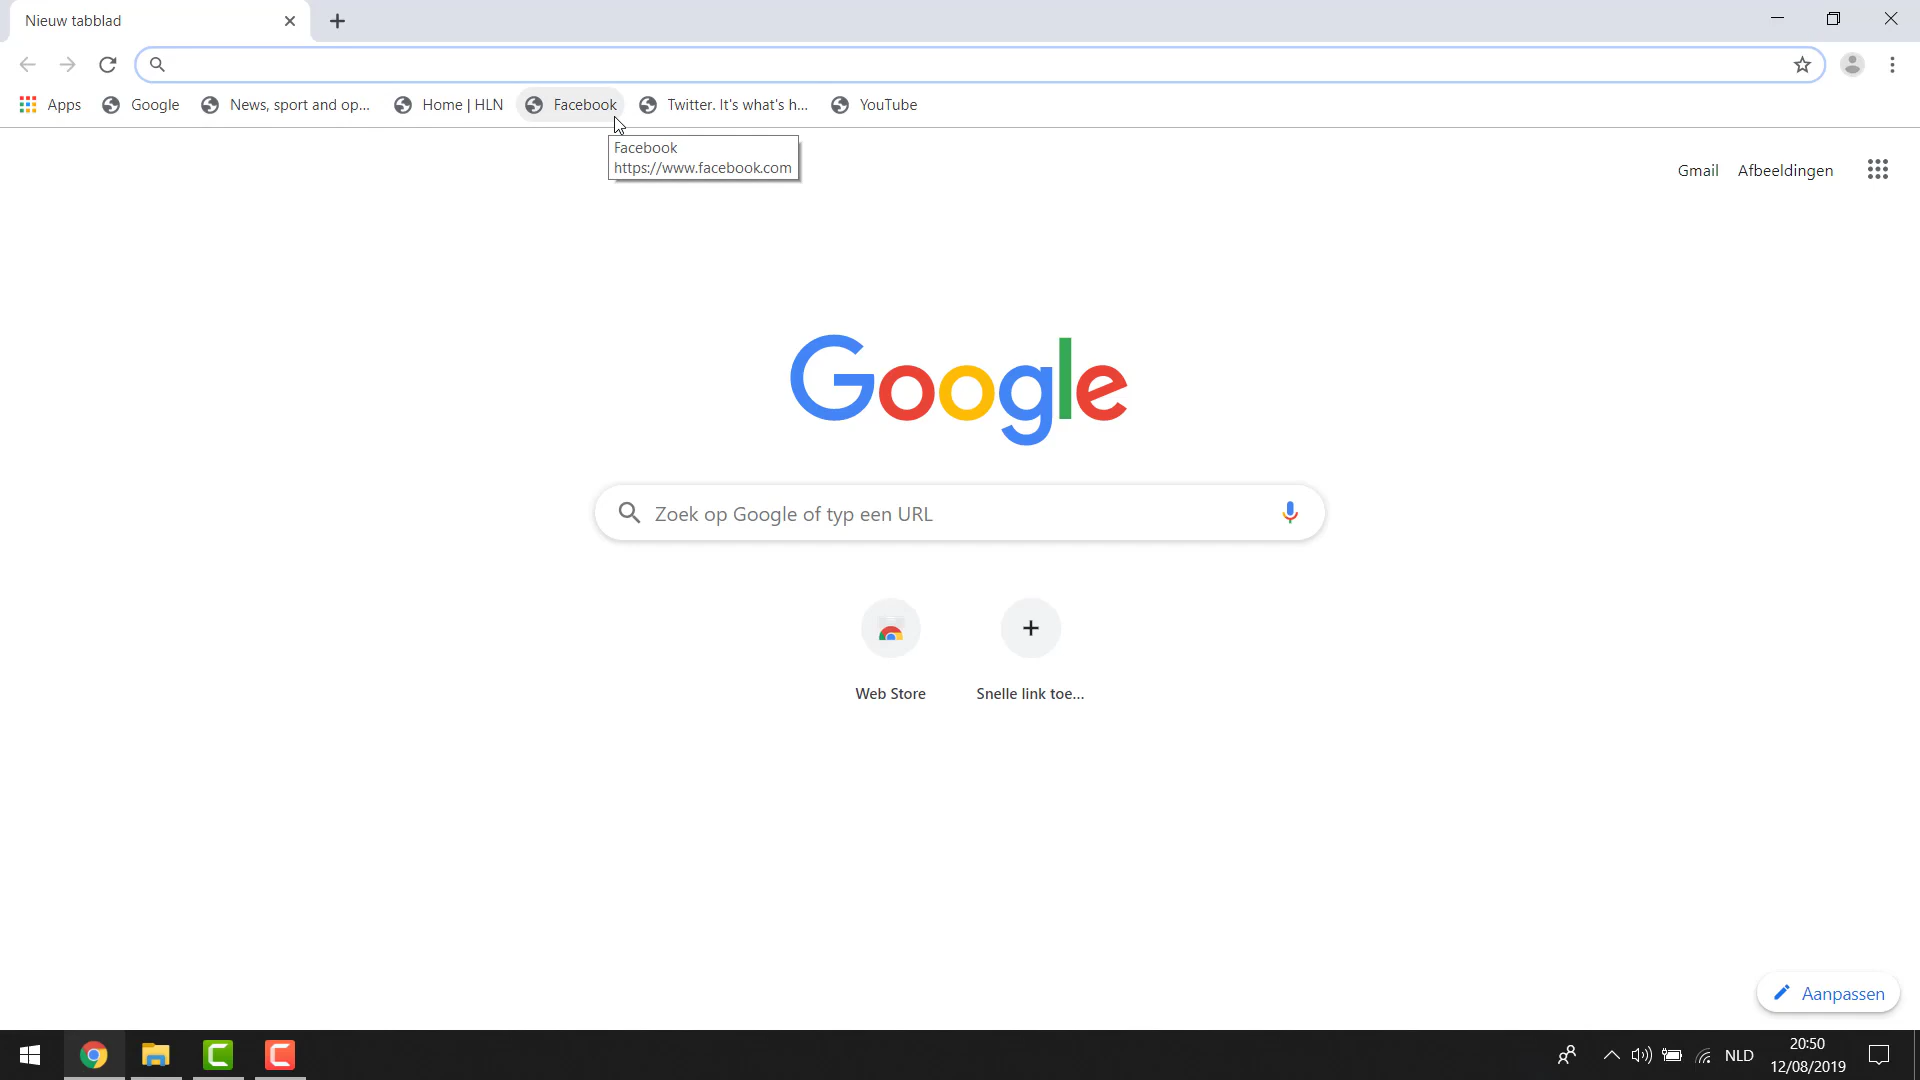 Nieuw tabblad
Apps Google News, sport and op... Home | HLN Facebook Twitter. It's what's h... YouTube
Facebook
https://www.facebook.com
Gmail Afbeeldingen
Google
Zoek op Google of typ een URL
Web Store Snelle link toe...
Aanpassen
NLD
20:50
12/08/2019